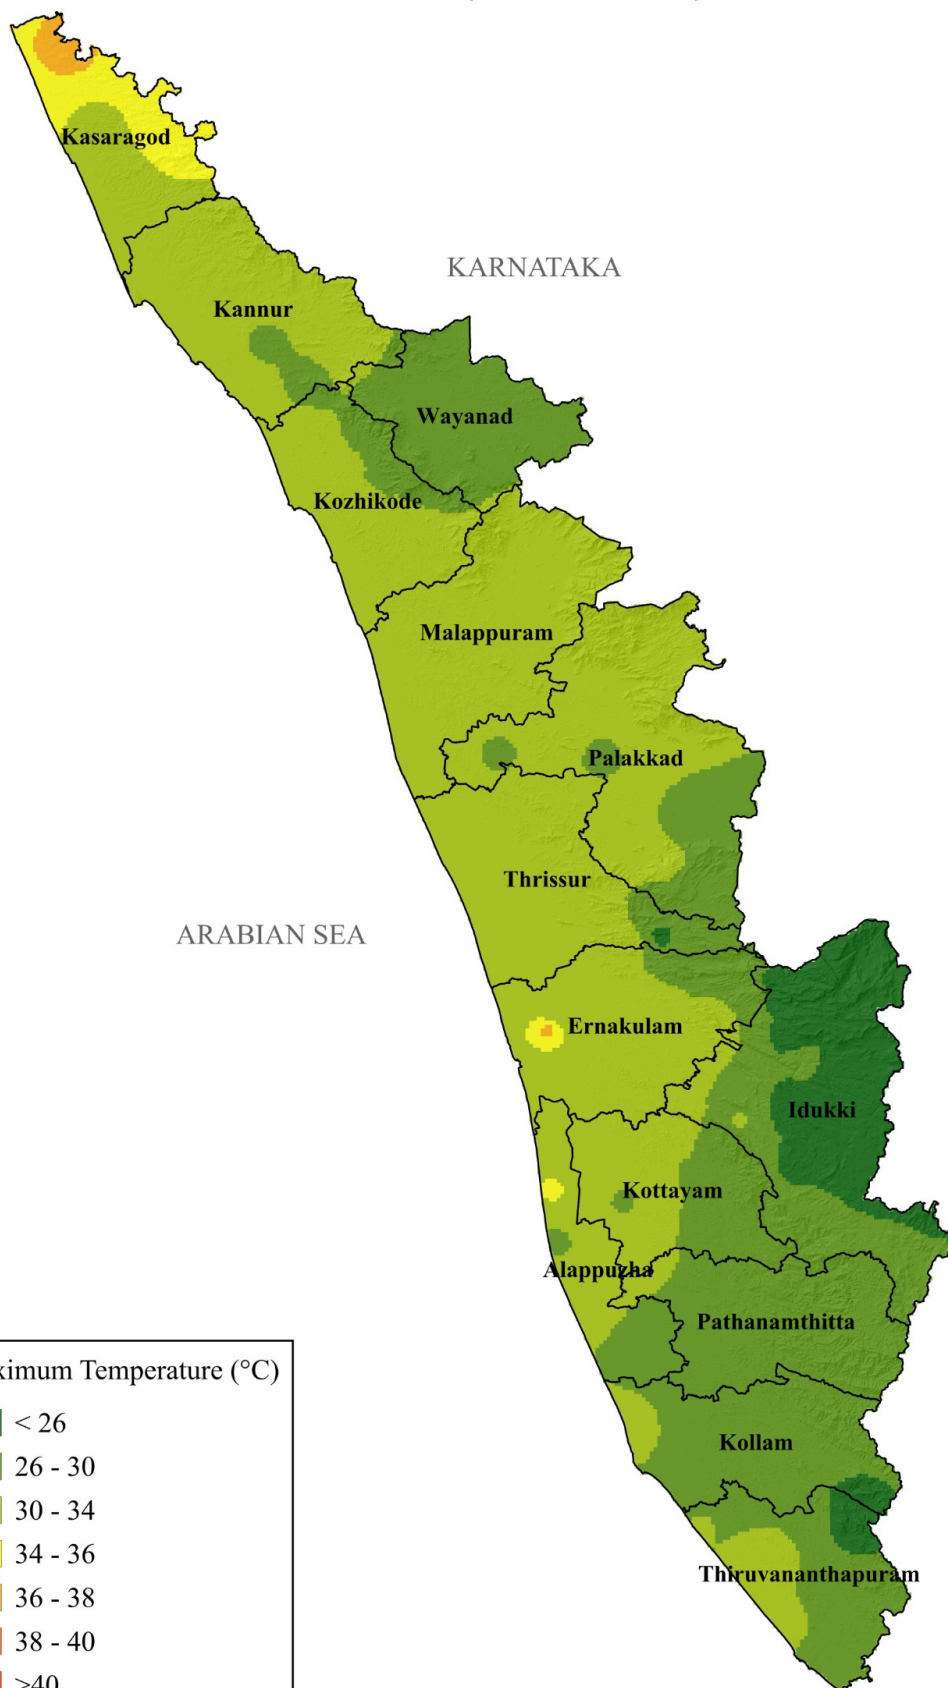 Kasaragod
KARNATAKA
Kannur
Wayanad
Kozhikode
Malappuram
Palakkad
Thrissur
ARABIAN SEA
Ernakulam
Idukki
Kottayam
Alappuzha
Pathanamthitta
Kollam
Thiruvananthapuram
ximum Temperature (°C)
< 26
26 - 30
30 - 34
34 - 36
36 - 38
38 - 40
>40